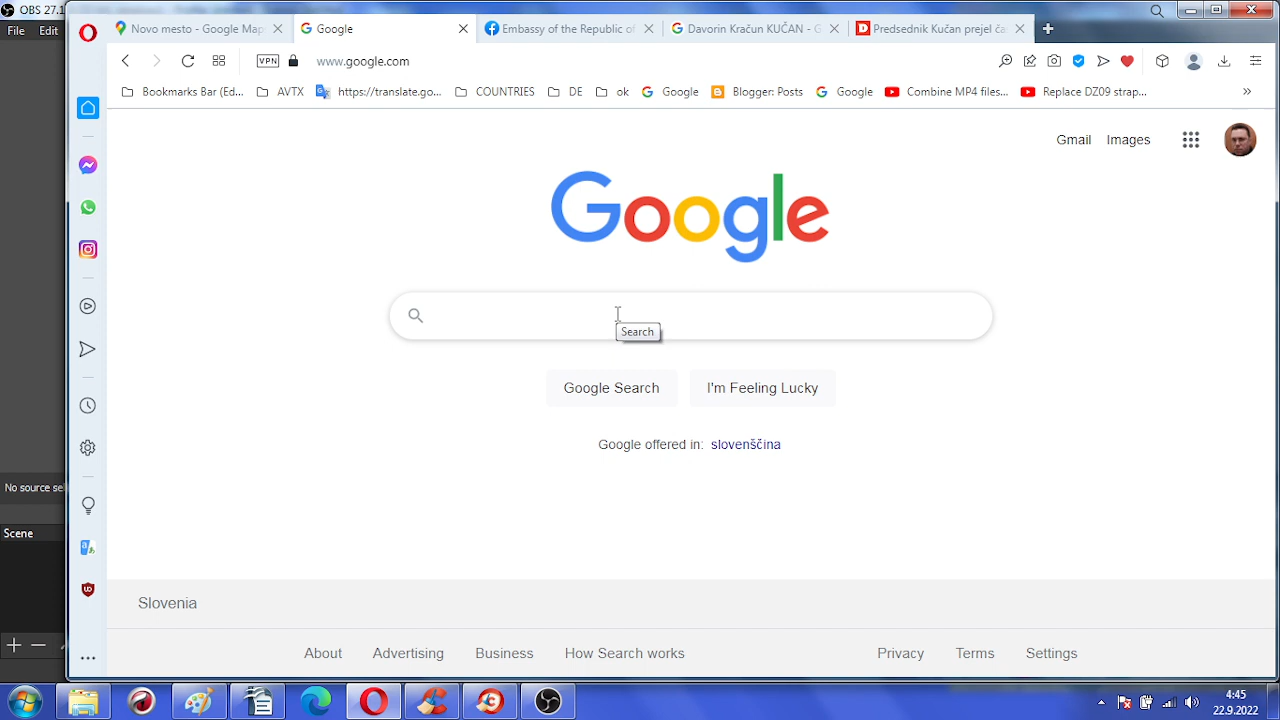 OBS 27.1
File Edit
Novo mesto - Google Map
Google
Embassy of the Republic of
Davorin Kračun KUČAN - G
Predsednik Kučan prejel ča
VPN
www.google.com
Bookmarks Bar (Ed...
AVTX
https://translate.go...
COUNTRIES
DE
ok
Google
Blogger: Posts
Google
Combine MP4 files...
Replace DZ09 strap...
Gmail Images
Google
Search
Google Search
I'm Feeling Lucky
Google offered in: slovenščina
No source sel
Scene
Slovenia
About Advertising Business How Search works Privacy Terms Settings
4:45
22.9.2022